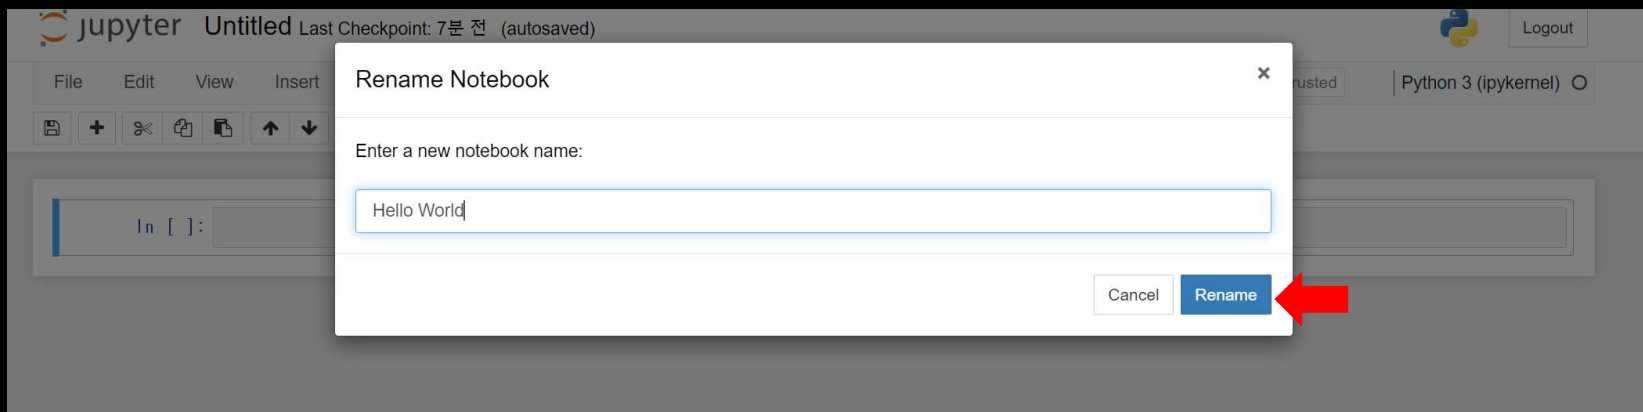 jupyter Untitled Last Checkpoint: 7분 전 (autosaved)
Logout
File Edit View Insert
rusted
Python 3 (ipykernel)
Rename Notebook
×
Enter a new notebook name:
Hello World
In [ ]:
Cancel Rename